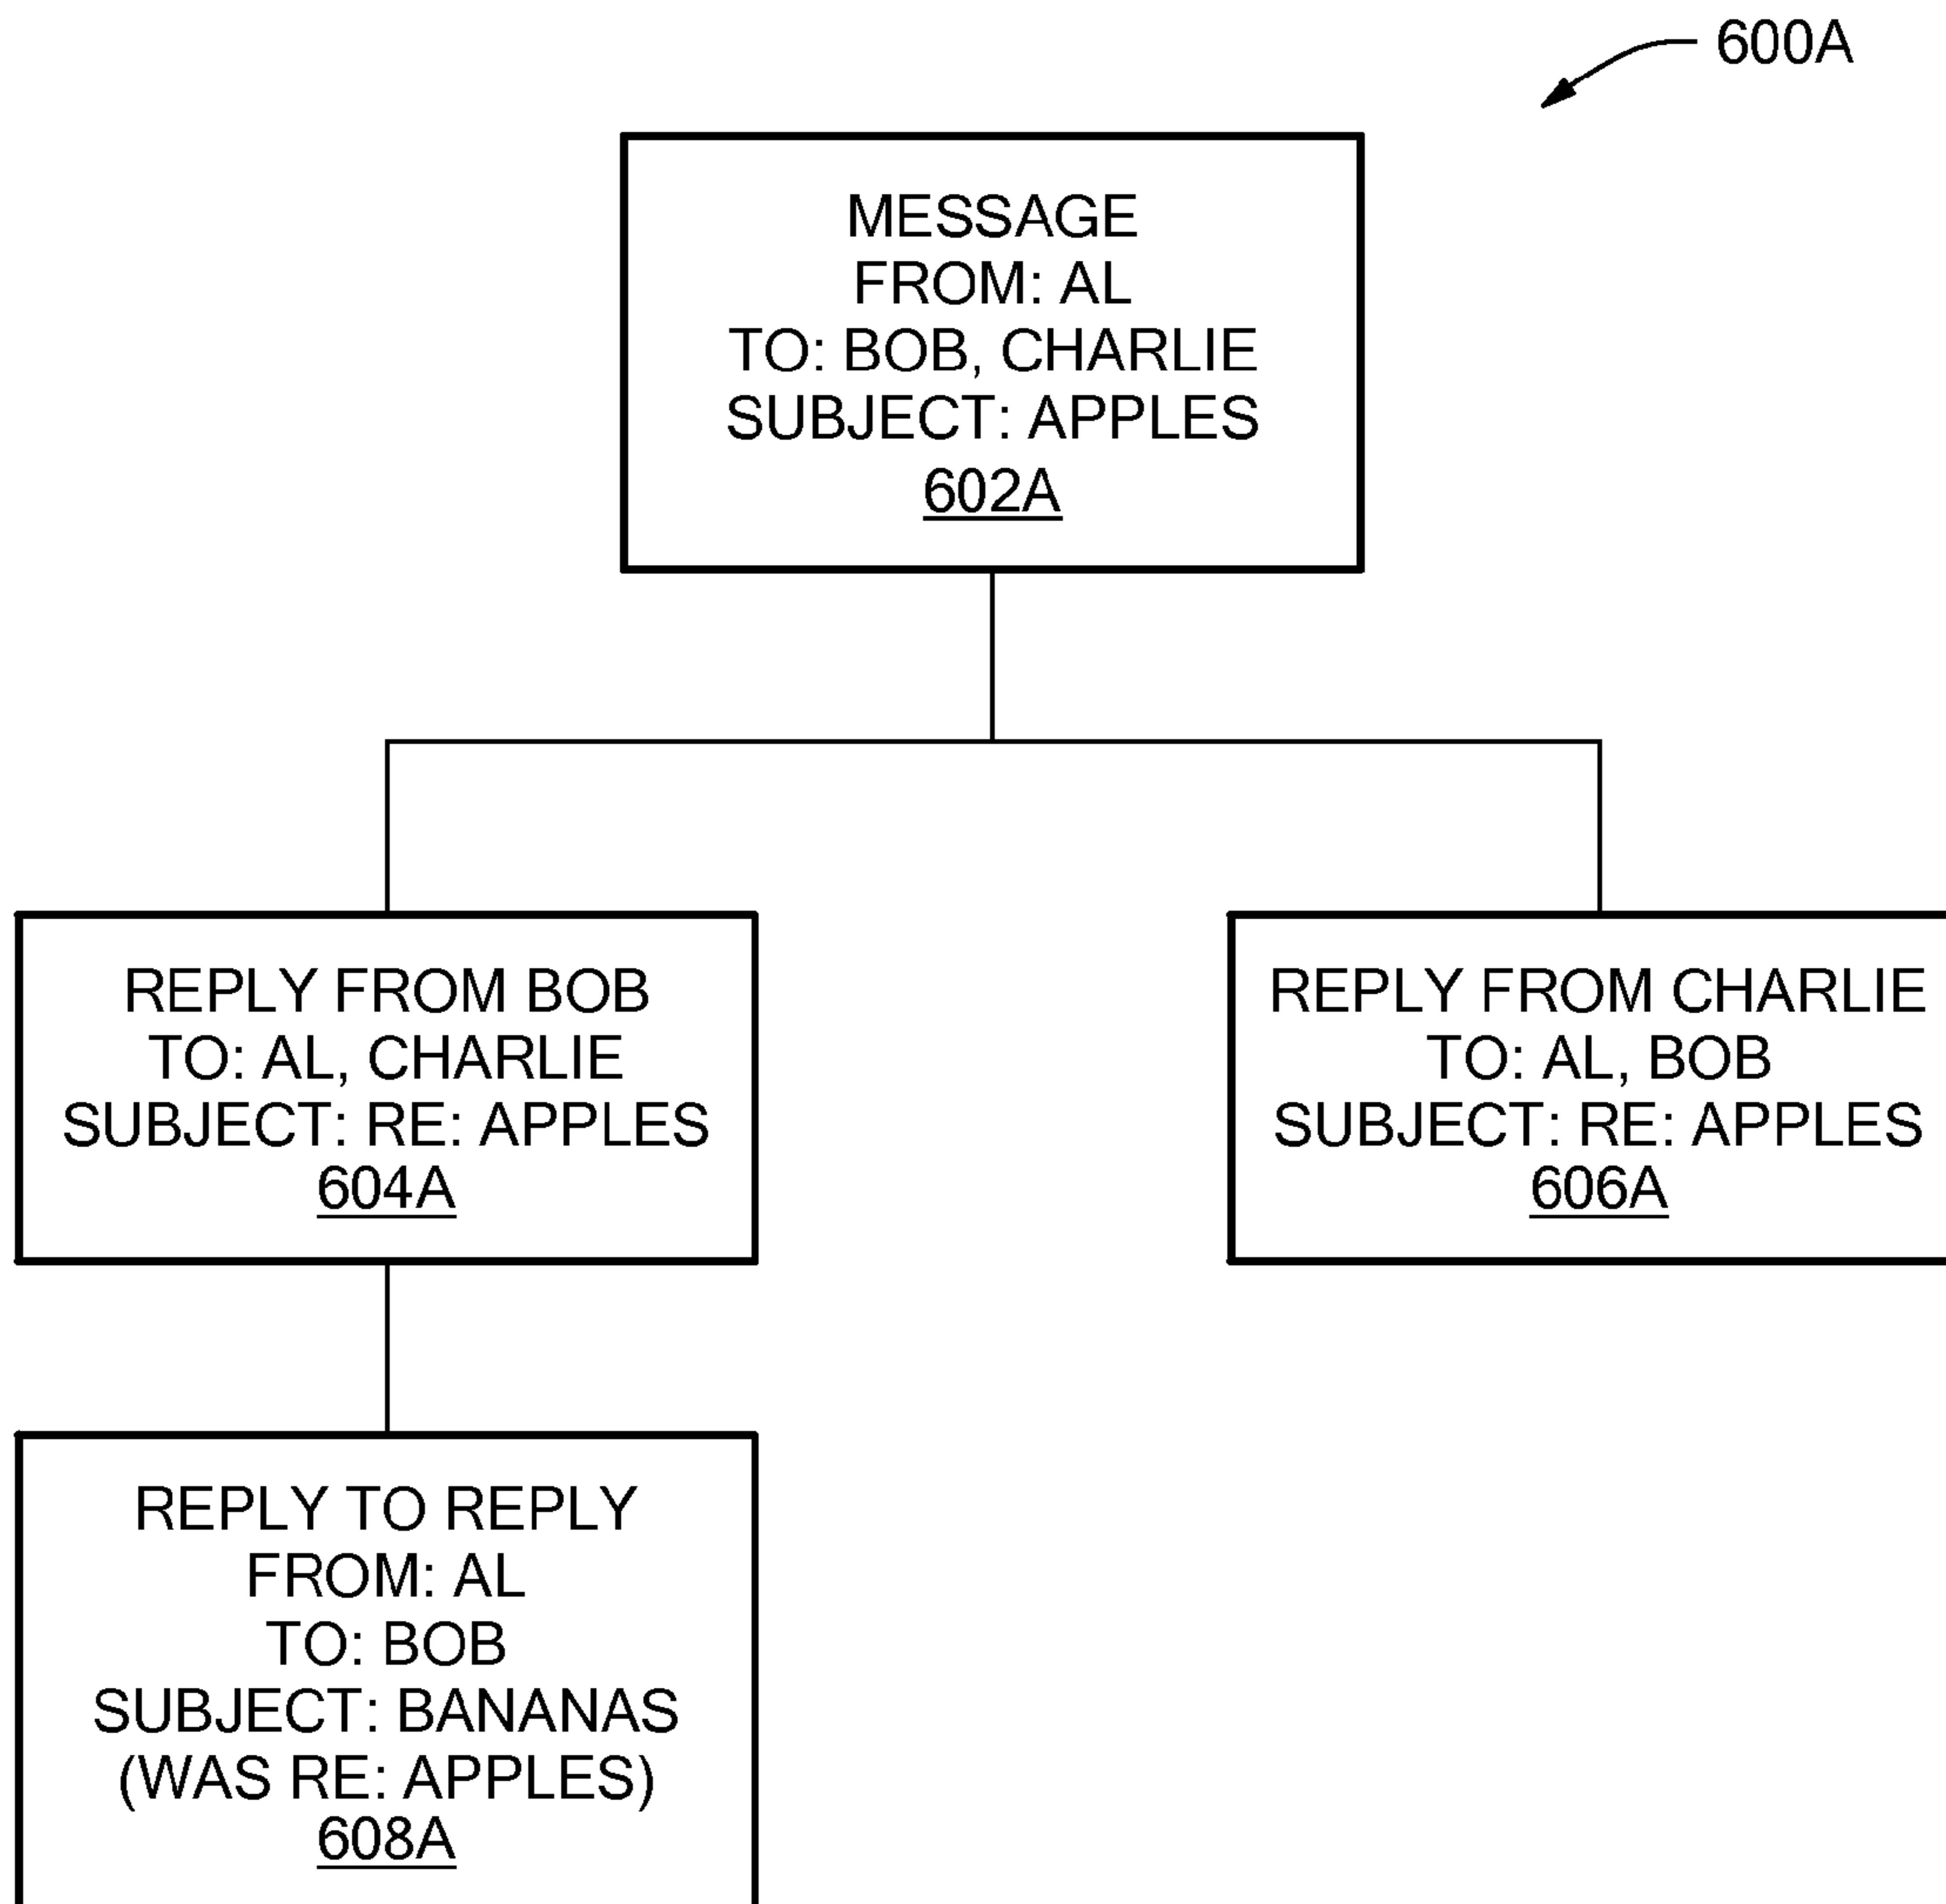 600A
MESSAGE
FROM: AL
TO: BOB, CHARLIE
SUBJECT: APPLES
602A
REPLY FROM BOB
TO: AL, CHARLIE
SUBJECT: RE: APPLES
604A
REPLY FROM CHARLIE
TO: AL, BOB
SUBJECT: RE: APPLES
606A
REPLY TO REPLY
FROM: AL
TO: BOB
SUBJECT: BANANAS
(WAS RE: APPLES)
608A